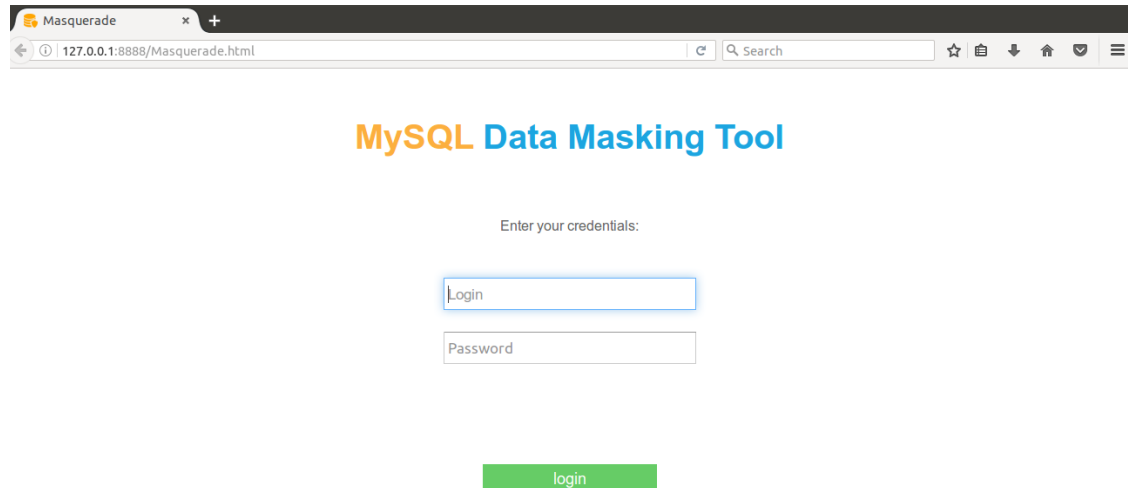 Masquerade
127.0.0.1:8888/Masquerade.html
Search
MySQL Data Masking Tool
Enter your credentials:
Login
Password
login